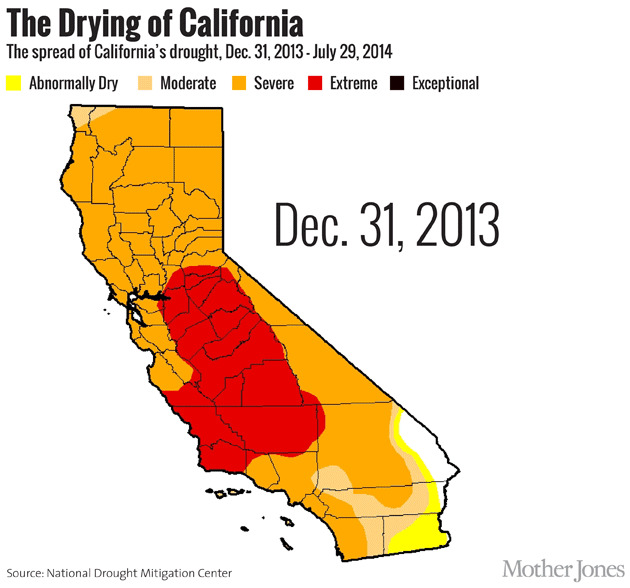 The Drying of California
The spread of California's drought, Dec. 31, 2013 - July 29, 2014
Abnormally Dry Moderate Severe Extreme Exceptional
Dec. 31, 2013
Source: National Drought Mitigation Center
Mother Jones